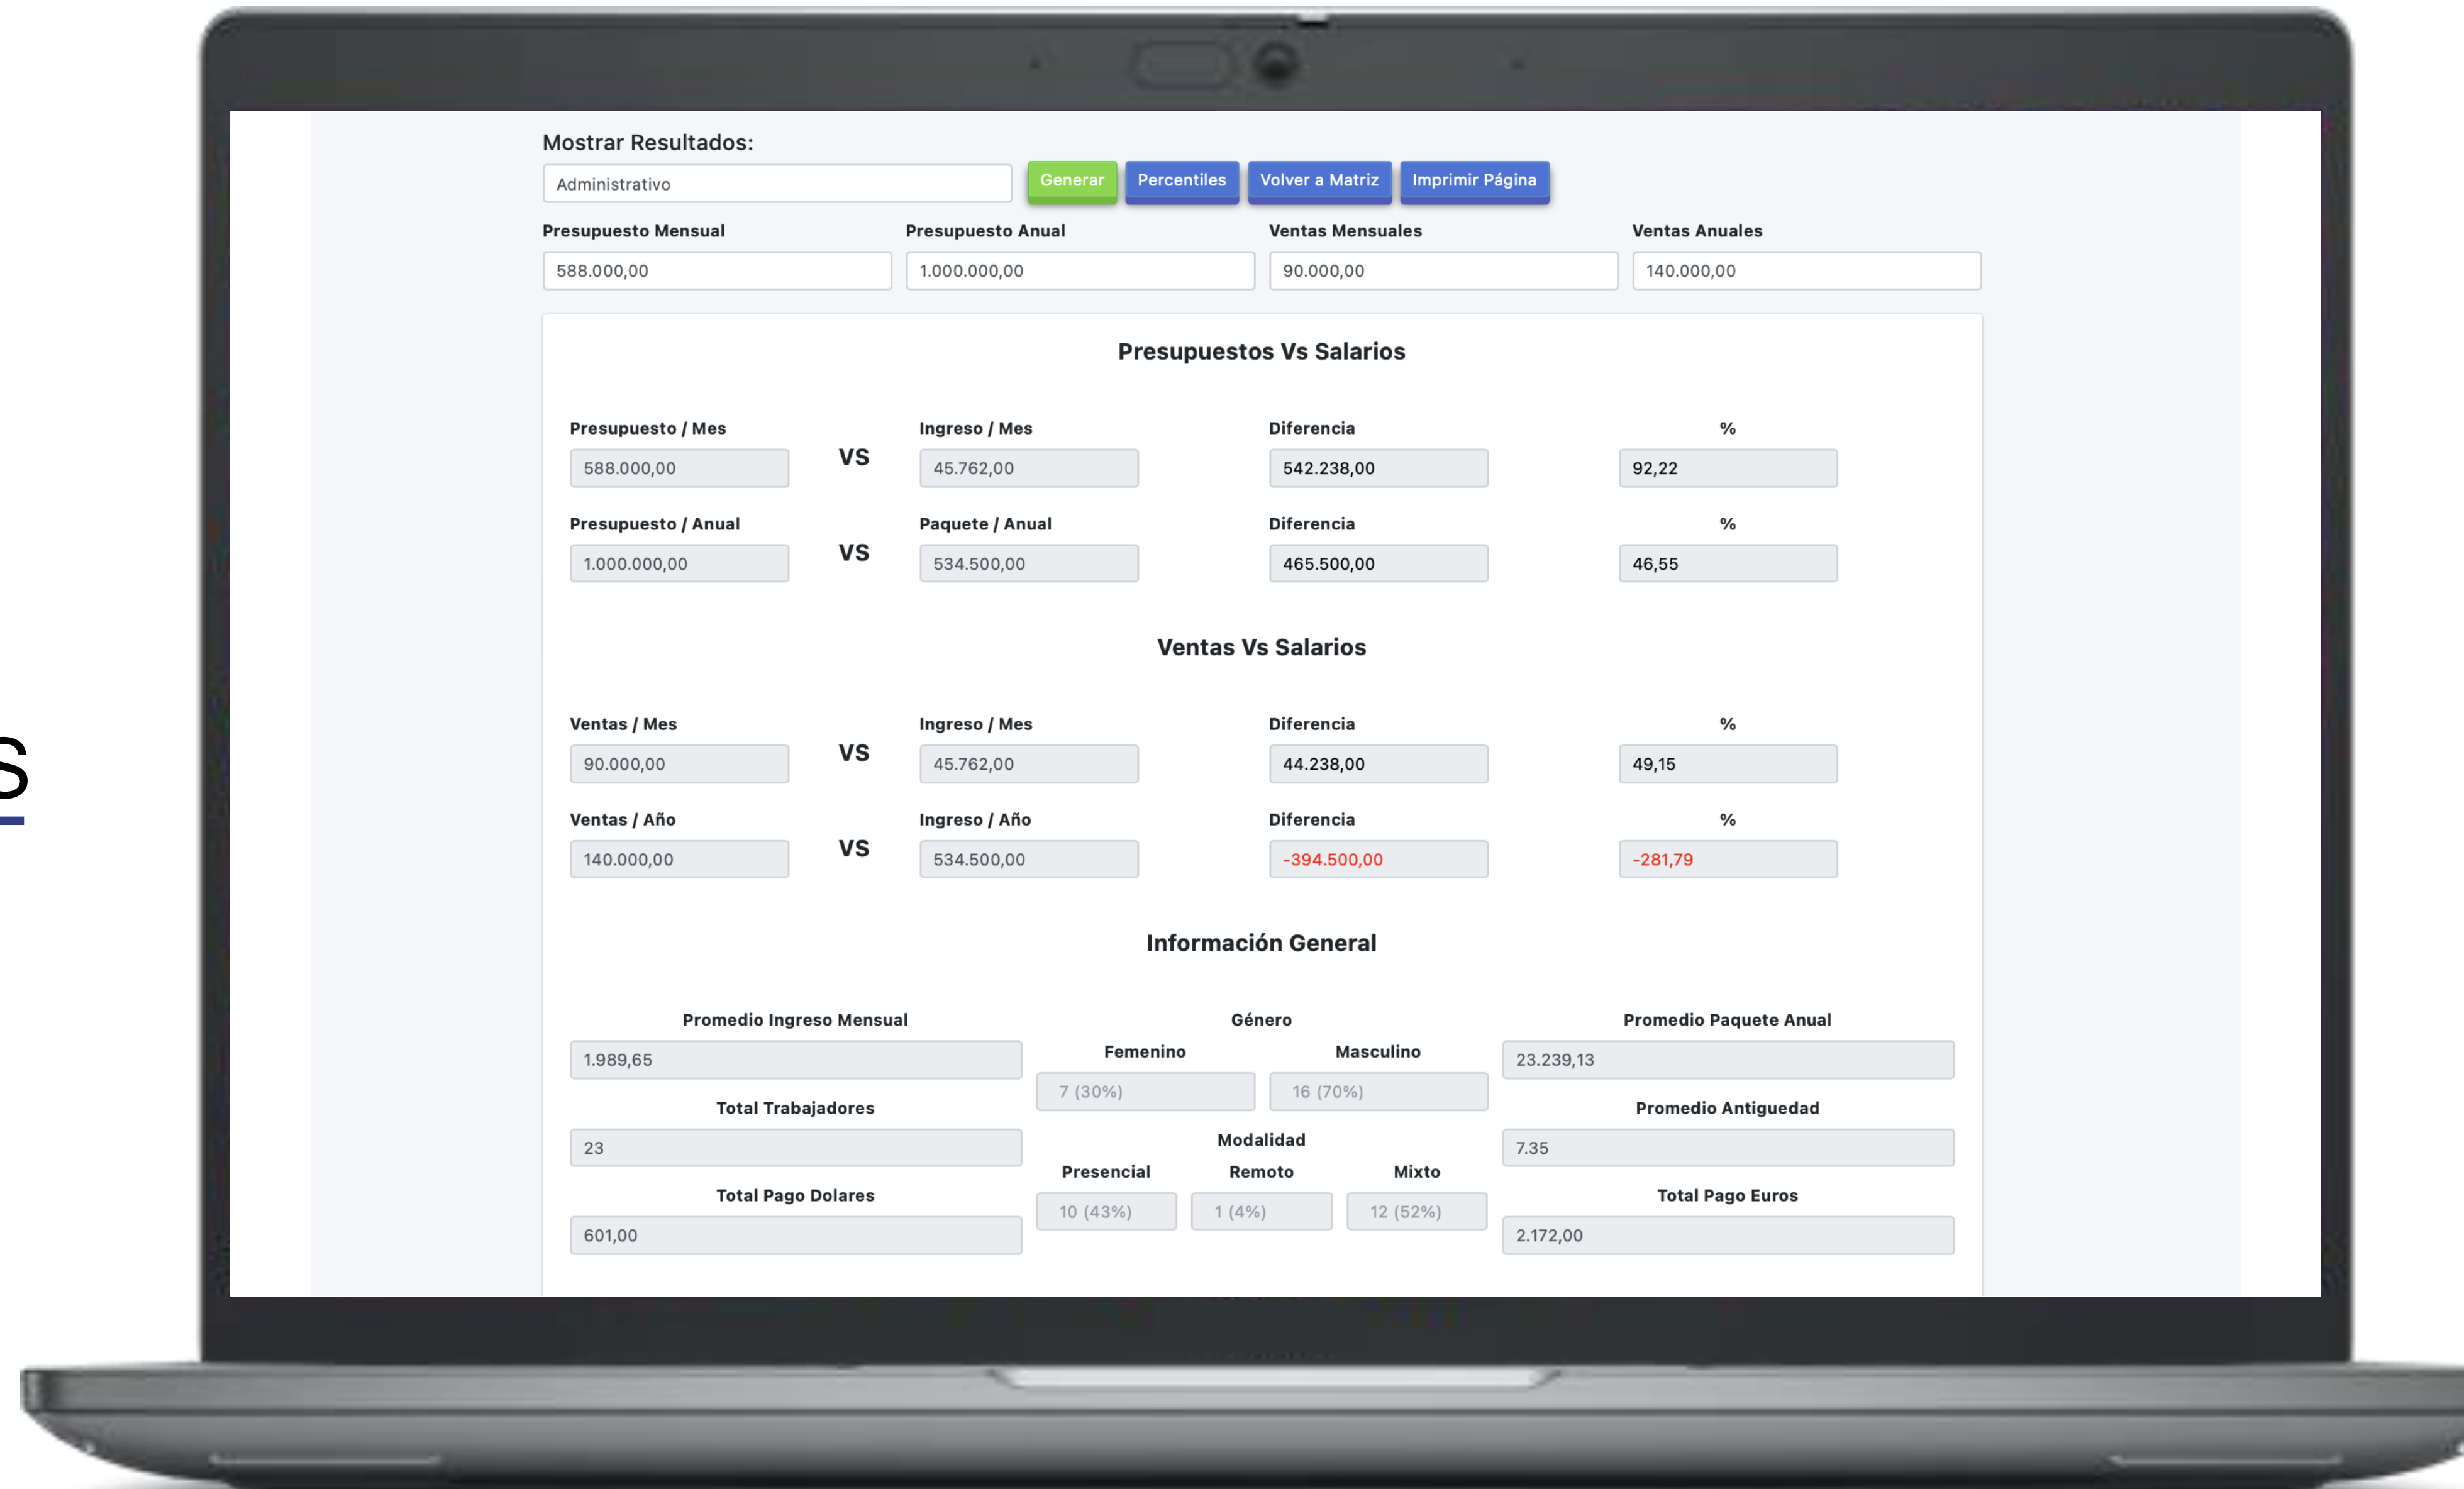 Mostrar Resultados:
Administrativo Generar Percentiles Volver a Matriz Imprimir Página
Presupuesto Mensual Presupuesto Anual Ventas Mensuales Ventas Anuales
588.000,00 1.000.000,00 90.000,00 140.000,00
Presupuestos Vs Salarios
Presupuesto / Mes Ingreso / Mes Diferencia %
588.000,00 VS 45.762,00 542.238,00 92,22
Presupuesto / Anual Paquete / Anual Diferencia %
1.000.000,00 VS 534.500,00 465.500,00 46,55
Ventas Vs Salarios
Ventas / Mes Ingreso / Mes Diferencia %
90.000,00 VS 45.762,00 44.238,00 49,15
Ventas / Año Ingreso / Año Diferencia %
140.000,00 VS 534.500,00 -394.500,00 -281,79
s
Información General
Promedio Ingreso Mensual Género Promedio Paquete Anual
1.989,65 Femenino Masculino 23.239,13
7 (30%) 16 (70%)
Total Trabajadores Promedio Antiguedad
23 Modalidad 7.35
Presencial Remoto Mixto
Total Pago Dolares Total Pago Euros
10 (43%) 1 (4%) 12 (52%)
601,00 2.172,00